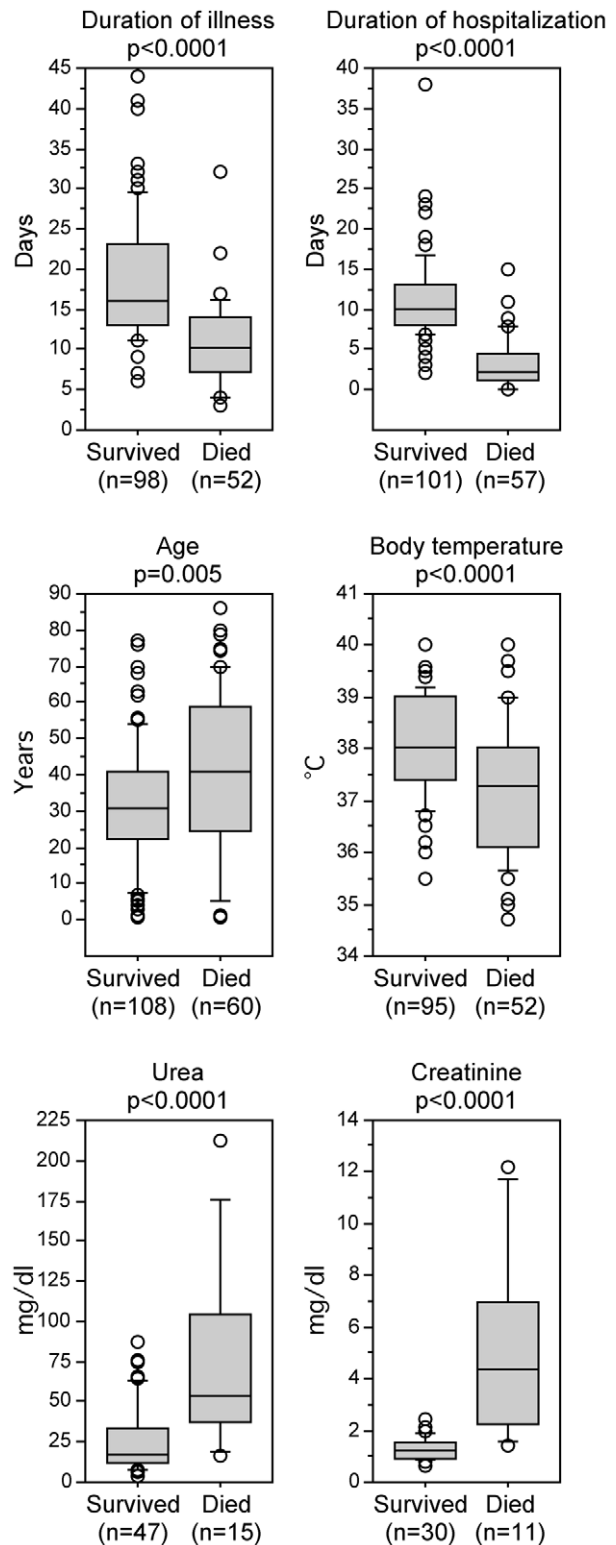 Duration of illness
p<0.0001
Days
45
40
35
30
25
20
15
10
5
0
Survived Died
(n=98) (n=52)
Duration of hospitalization
p<0.0001
Days
40
35
30
25
20
15
10
5
0
Survived Died
(n=101) (n=57)
Age
p=0.005
Years
90
80
70
60
50
40
30
20
10
0
Survived Died
(n=108) (n=60)
Body temperature
p<0.0001
°C
41
40
39
38
37
36
35
34
Survived Died
(n=95) (n=52)
Urea
p<0.0001
mg/dl
225
200
175
150
125
100
75
50
25
0
Survived Died
(n=47) (n=15)
Creatinine
p<0.0001
mg/dl
14
12
10
8
6
4
2
0
Survived Died
(n=30) (n=11)